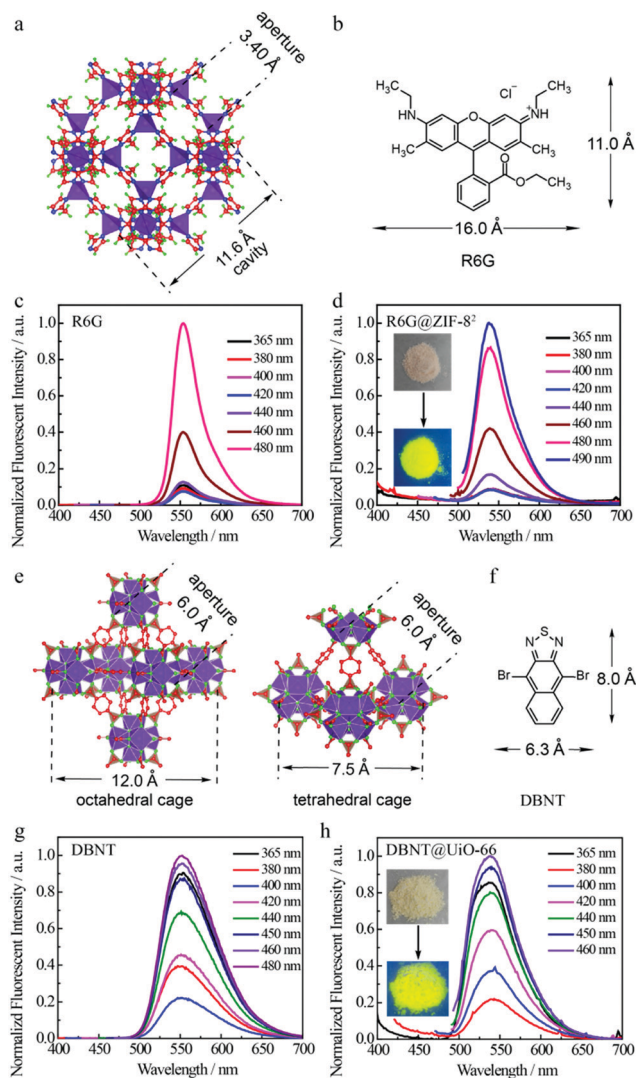 a
aperture
3.40 Å
11.6 Å
cavity
b
CH₃
H₃C
Cl⁻
HN
O
NH
+
H₃C
CH₃
O
O
CH₃
11.0 Å
16.0 Å
R6G
c
Normalized Fluorescent Intensity / a.u.
R6G
365 nm
380 nm
400 nm
420 nm
440 nm
460 nm
480 nm
1.0
0.8
0.6
0.4
0.2
0.0
400 450 500 550 600 650 700
Wavelength / nm
d
Normalized Fluorescent Intensity / a.u.
R6G@ZIF-8²
365 nm
380 nm
400 nm
420 nm
440 nm
460 nm
480 nm
490 nm
1.0
0.8
0.6
0.4
0.2
0.0
400 450 500 550 600 650 700
Wavelength / nm
e
aperture
6.0 Å
12.0 Å
octahedral cage
aperture
6.0 Å
7.5 Å
tetrahedral cage
f
S
N N
Br Br
8.0 Å
6.3 Å
DBNT
g
Normalized Fluorescent Intensity / a.u.
DBNT
365 nm
380 nm
400 nm
420 nm
440 nm
450 nm
460 nm
480 nm
1.0
0.8
0.6
0.4
0.2
0.0
400 450 500 550 600 650 700
Wavelength / nm
h
Normalized Fluorescent Intensity / a.u.
DBNT@UiO-66
365 nm
380 nm
400 nm
420 nm
440 nm
450 nm
460 nm
1.0
0.8
0.6
0.4
0.2
0.0
400 450 500 550 600 650 700
Wavelength / nm